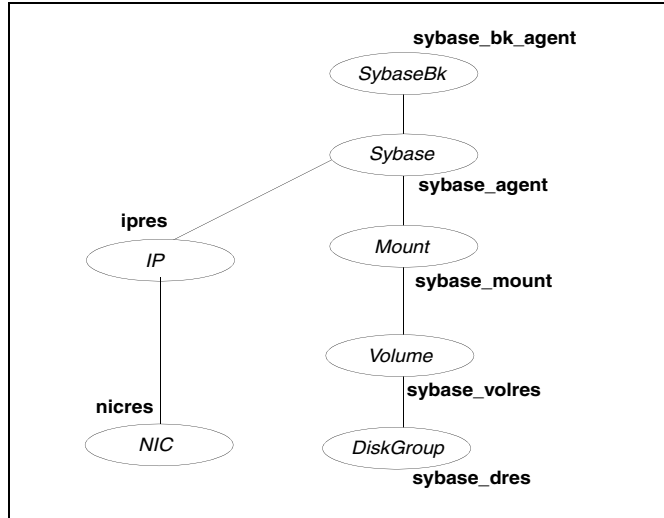 sybase_bk_agent
SybaseBk
Sybase
sybase_agent
ipres
IP
Mount
sybase_mount
Volume
sybase_volres
nicres
NIC
DiskGroup
sybase_dres